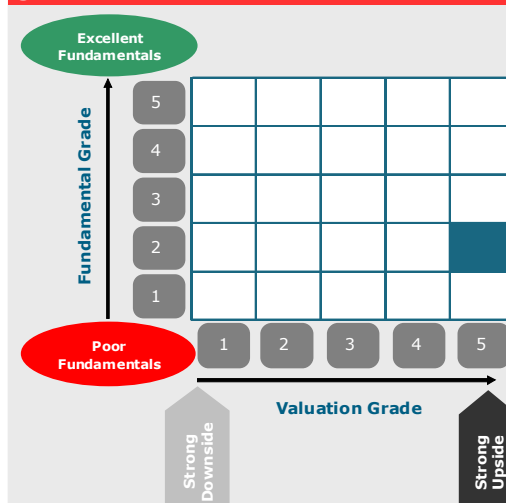 Excellent
Fundamentals
Fundamental Grade
5
4
3
2
1
Poor
Fundamentals
1
2
3
4
5
Valuation Grade
Strong
Downside
Strong
Upside